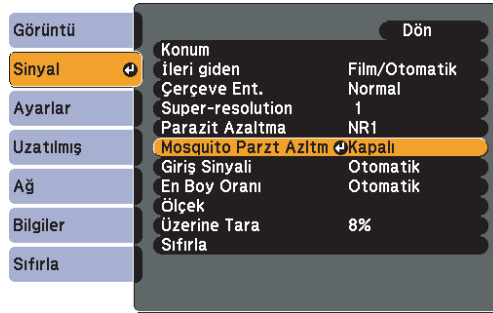 Görüntü
Sinyal
Ayarlar
Uzatılmış
Ağ
Bilgiler
Sıfırla
Dön
Konum
İleri giden Film/Otomatik
Çerçeve Ent. Normal
Super-resolution 1
Parazit Azaltma NR1
Mosquito Parzt Azltm Kapalı
Giriş Sinyali Otomatik
En Boy Oranı Otomatik
Ölçek
Üzerine Tara 8%
Sıfırla